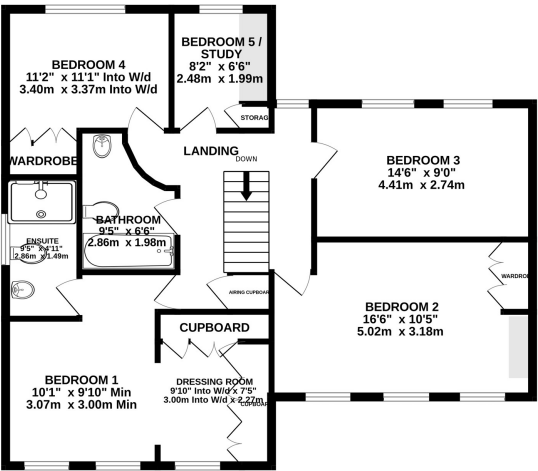 BEDROOM 4
11'2" x 11'1" Into W/d
3.40m x 3.37m Into W/d
BEDROOM 5 /
STUDY
8'2" x 6'6"
2.48m x 1.99m
STORAG
WARDROBE
LANDING
DOWN
BEDROOM 3
14'6" x 9'0"
4.41m x 2.74m
BATHROOM
9'5" x 6'6"
2.86m x 1.98m
ENSUITE
9'5" x 4'11"
2.86m x 1.49m
AIRING CUPBOAR
WARDRO
BEDROOM 2
16'6" x 10'5"
5.02m x 3.18m
CUPBOARD
BEDROOM 1
10'1" x 9'10" Min
3.07m x 3.00m Min
DRESSING ROOM
9'10" Into W/d x 7'5"
3.00m Into W/d x 2.27m
CUPBOAR